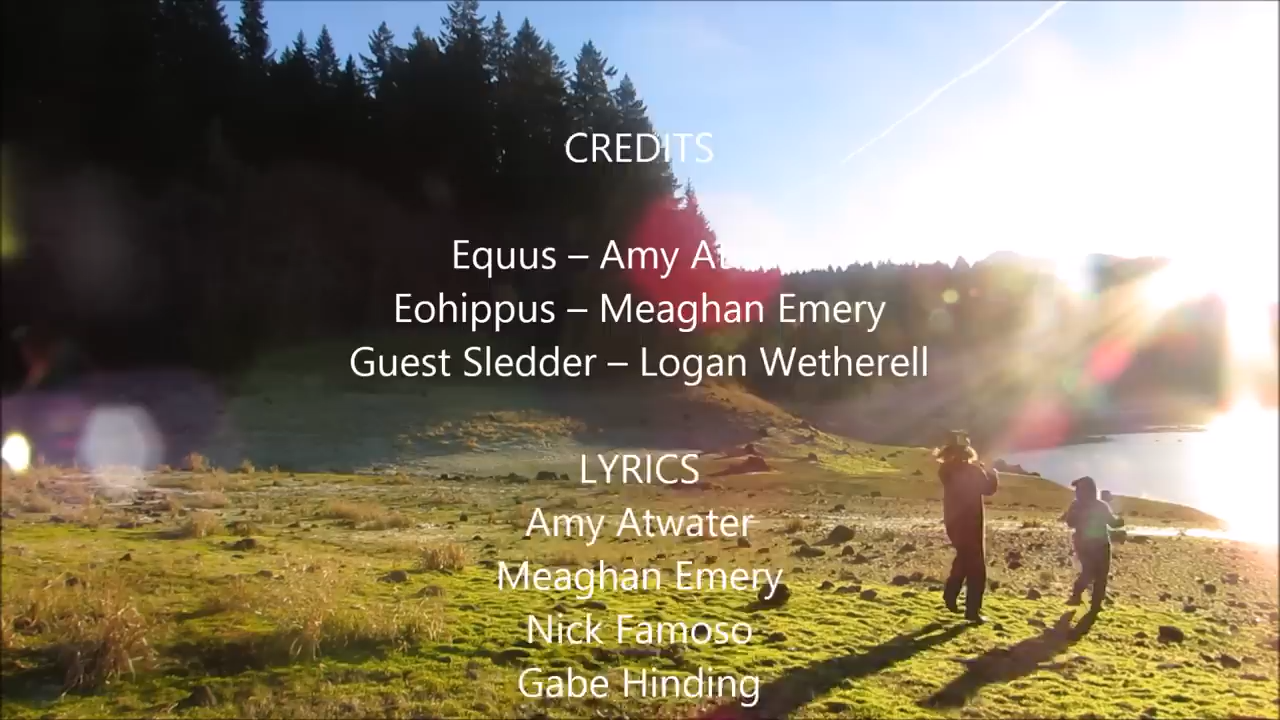 CREDITS
Equus – Amy
Eohippus – Meaghan Emery
Guest Sledder – Logan Wetherell
LYRICS
Amy Atwater
Meaghan Emery
Nick Famoso
Gabe Hinding